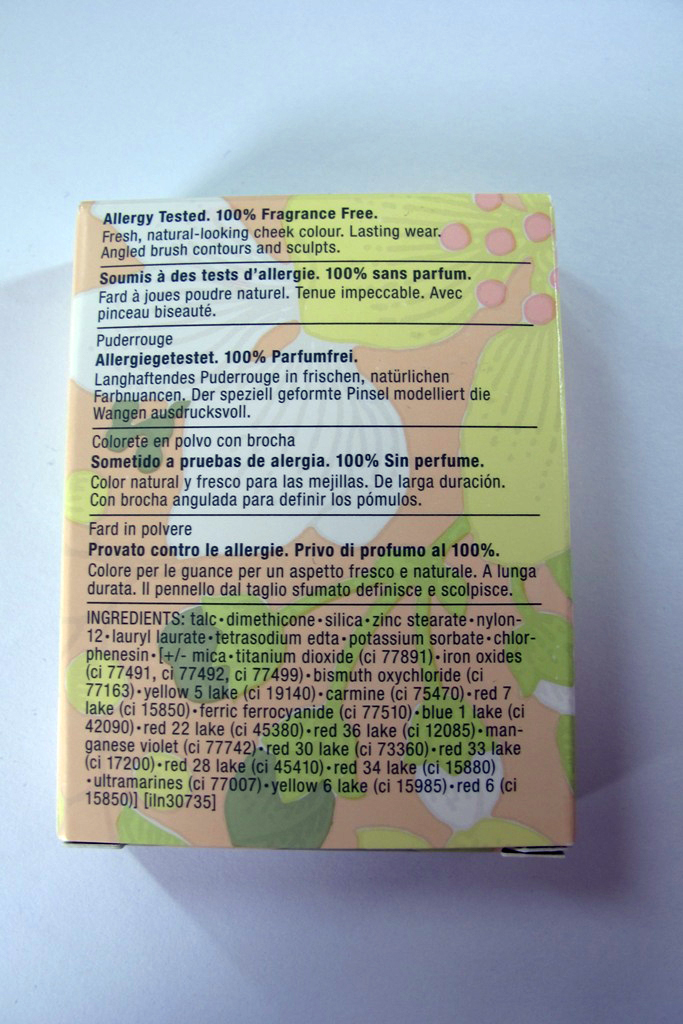 Allergy Tested. 100% Fragrance Free.
Fresh, natural-looking cheek colour. Lasting wear.
Angled brush contours and sculpts.
Soumis à des tests d'allergie. 100% sans parfum.
Fard à joues poudre naturel. Tenue impeccable. Avec
pinceau biseauté.
Puderrouge
Allergiegetestet. 100% Parfumfrei.
Langhaftendes Puderrouge in frischen, natürlichen
Farbnuancen. Der speziell geformte Pinsel modelliert die
Wangen ausdrucksvoll.
Colorete en polvo con brocha
Sometido a pruebas de alergia. 100% Sin perfume.
Color natural y fresco para las mejillas. De larga duración.
Con brocha angulada para definir los pómulos.
Fard in polvere
Provato contro le allergie. Privo di profumo al 100%.
Colore per le guance per un aspetto fresco e naturale. A lunga
durata. Il pennello dal taglio sfumato definisce e scolpisce.
INGREDIENTS: talc•dimethicone•silica•zinc stearate•nylon-
12•lauryl laurate•tetrasodium edta•potassium sorbate•chlor-
phenesin•[+/- mica•titanium dioxide (ci 77891)•iron oxides
(ci 77491, ci 77492, ci 77499)•bismuth oxychloride (ci
77163)•yellow 5 lake (ci 19140)•carmine (ci 75470)•red 7
lake (ci 15850)•ferric ferrocyanide (ci 77510)•blue 1 lake (ci
42090)•red 22 lake (ci 45380)•red 36 lake (ci 12085)•man-
ganese violet (ci 77742)•red 30 lake (ci 73360)•red 33 lake
(ci 17200)•red 28 lake (ci 45410)•red 34 lake (ci 15880)
•ultramarines (ci 77007)•yellow 6 lake (ci 15985)•red 6 (ci
15850)] [iln30735]